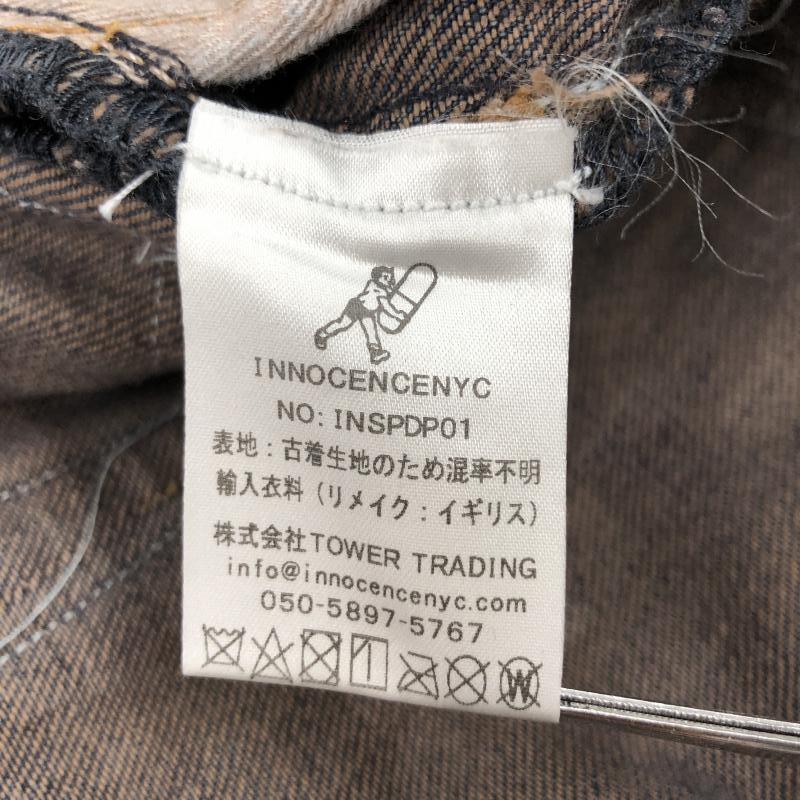 INNOCENCENYC
NO: INSPDP01
表地：古着生地のため混率不明
輸入衣料（リメイク：イギリス）
株式会社TOWER TRADING
info@innocencenyc.com
050-5897-5767
W